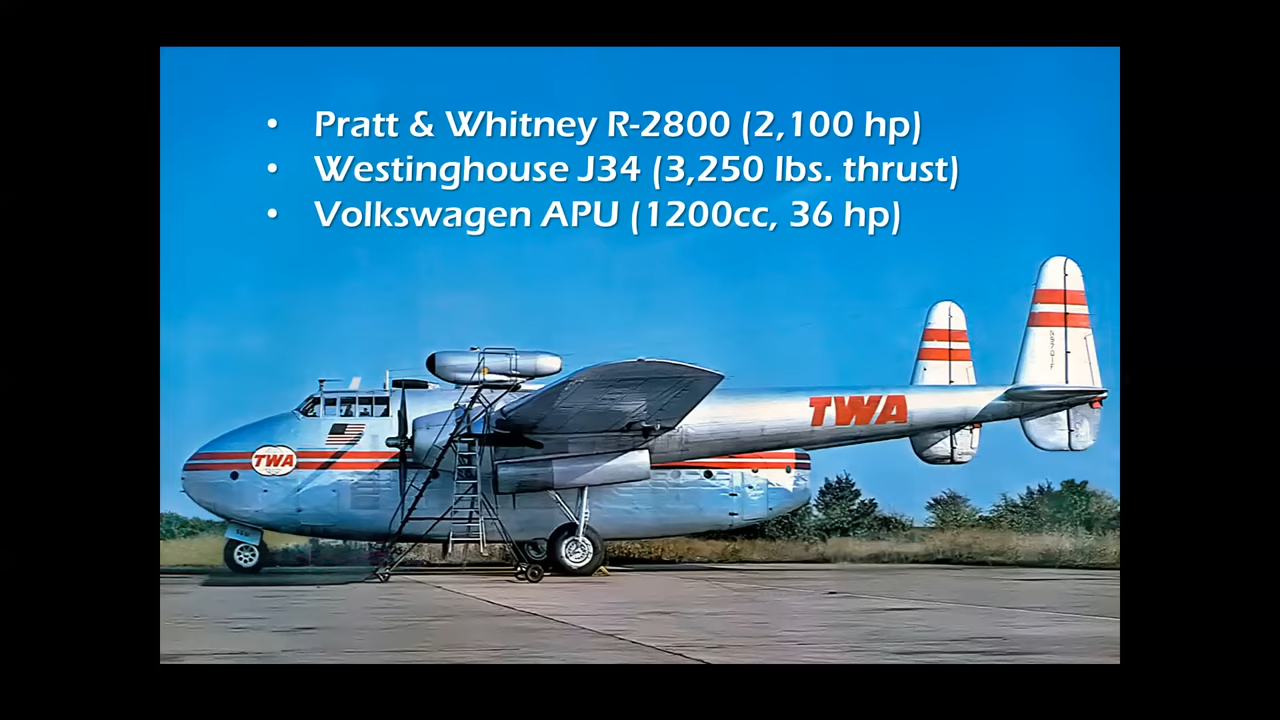 • Pratt & Whitney R-2800 (2,100 hp)
• Westinghouse J34 (3,250 lbs. thrust)
• Volkswagen APU (1200cc, 36 hp)
N9701F
TWA
TWA